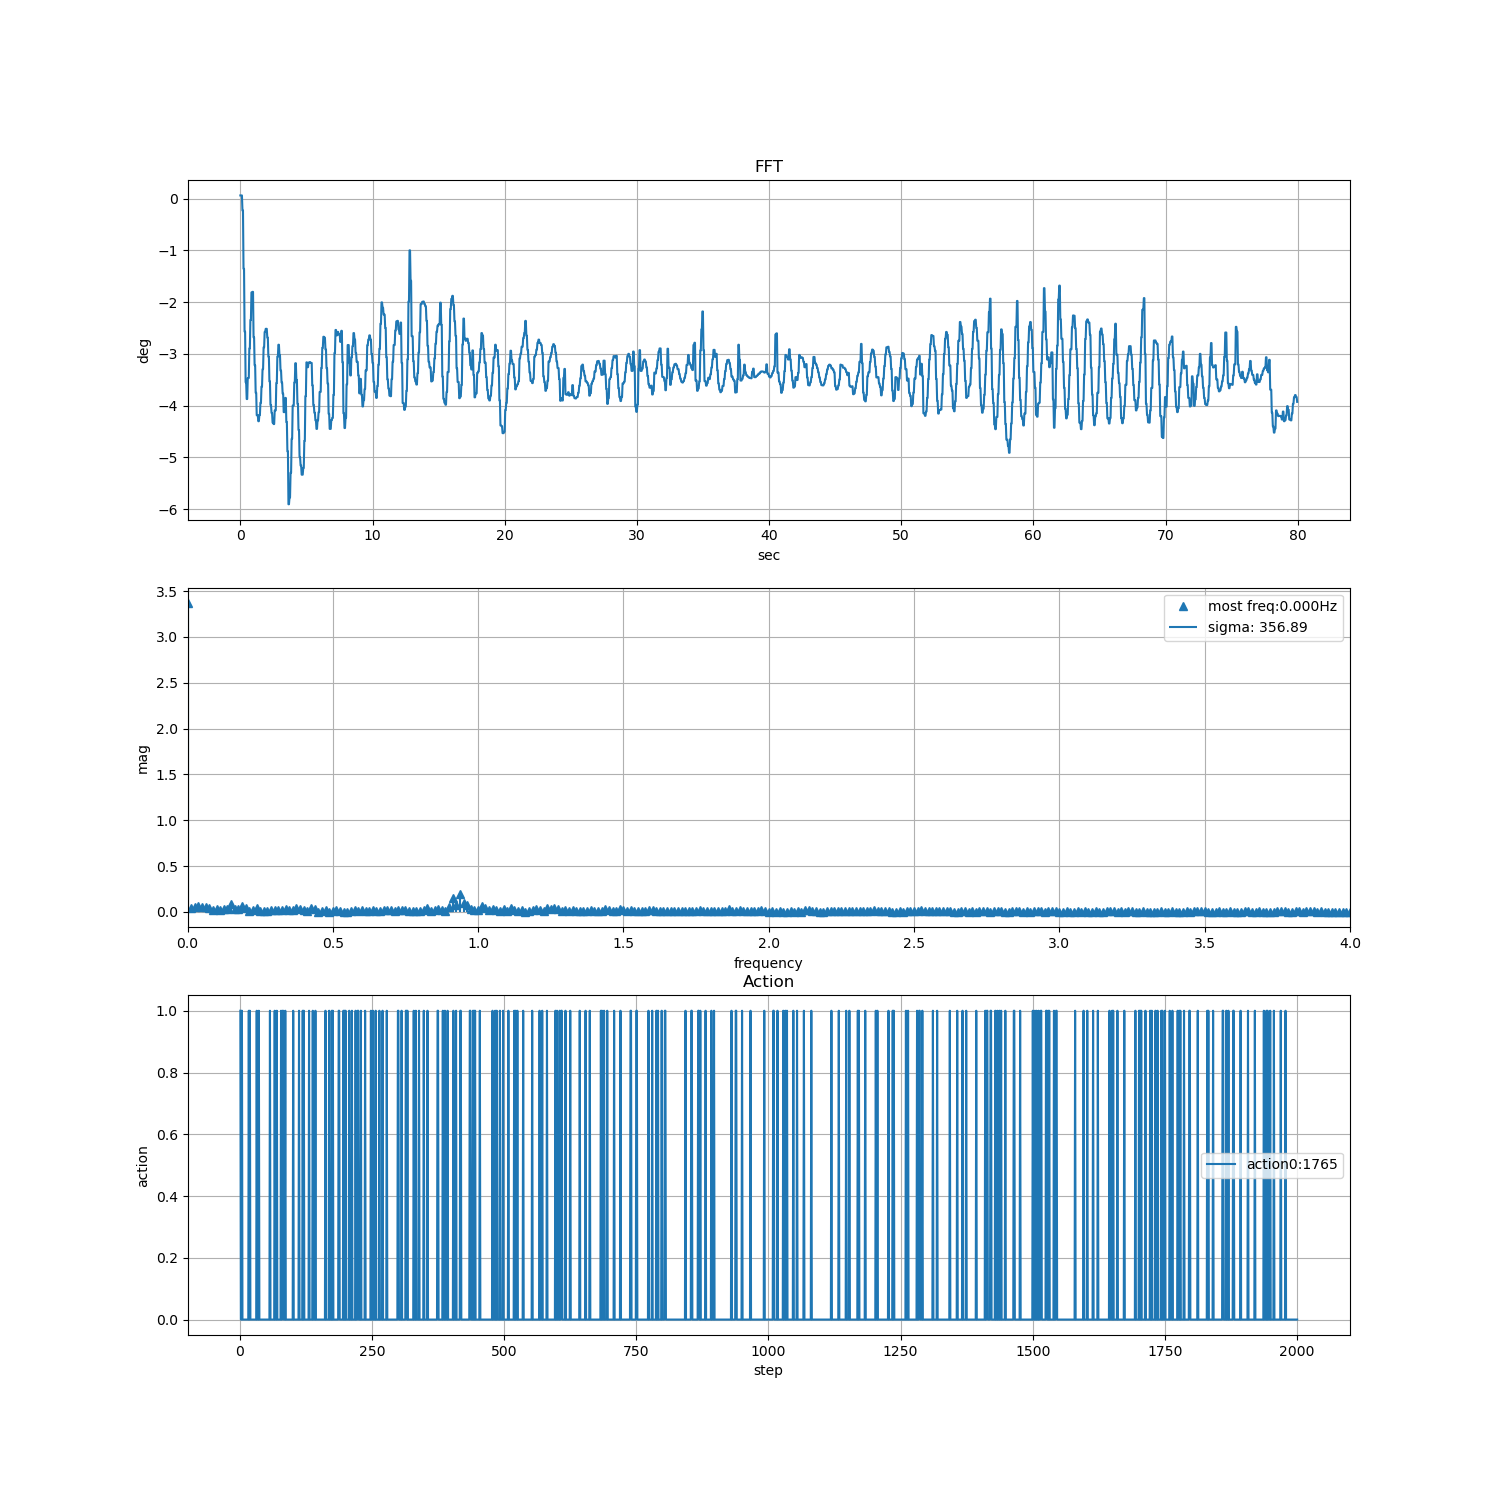 FFT
0
−1
−2
−3
−4
−5
−6
deg
0 10 20 30 40 50 60 70 80
sec
3.5
3.0
2.5
2.0
1.5
1.0
0.5
0.0
mag
most freq:0.000Hz
sigma: 356.89
0.0 0.5 1.0 1.5 2.0 2.5 3.0 3.5 4.0
frequency
Action
1.0
0.8
0.6
0.4
0.2
0.0
action
action0:1765
0 250 500 750 1000 1250 1500 1750 2000
step